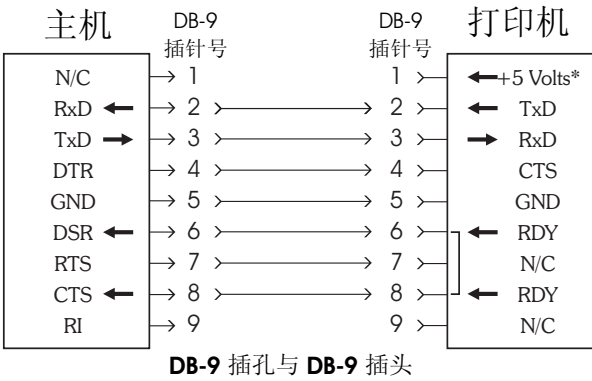 主机 DB-9 插针号 DB-9 插针号 打印机
N/C 1 1 +5 Volts*
RxD 2 2 TxD
TxD 3 3 RxD
DTR 4 4 CTS
GND 5 5 GND
DSR 6 6 RDY
RTS 7 7 N/C
CTS 8 8 RDY
RI 9 9 N/C
DB-9 插孔与 DB-9 插头